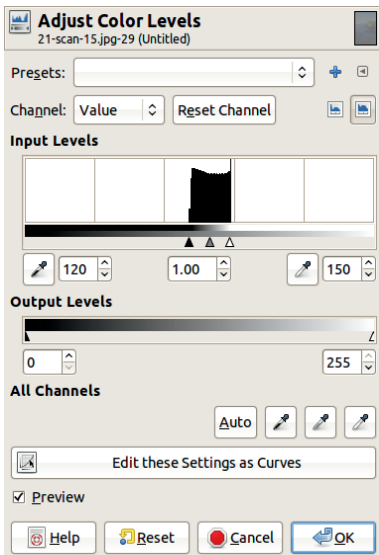 Adjust Color Levels
21-scan-15.jpg-29 (Untitled)
Presets:
Channel: Value Reset Channel
Input Levels
120 1.00 150
Output Levels
0 255
All Channels
Auto
Edit these Settings as Curves
Preview
Help Reset Cancel OK